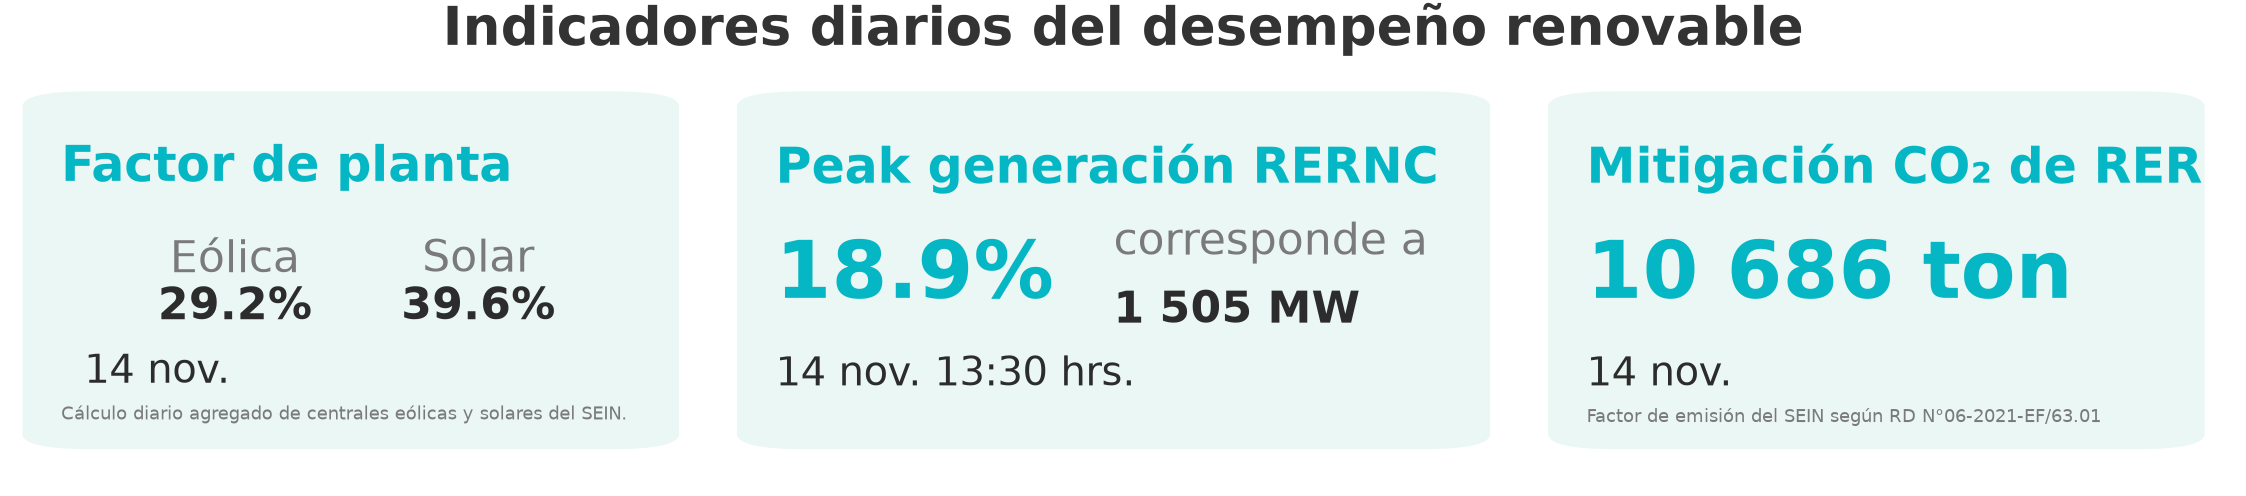 Indicadores diarios del desempeño renovable
Factor de planta
Eólica
29.2%
Solar
39.6%
14 nov.
Cálculo diario agregado de centrales eólicas y solares del SEIN.
Peak generación RERNC
18.9%
corresponde a
1 505 MW
14 nov. 13:30 hrs.
Mitigación CO₂ de RER
10 686 ton
14 nov.
Factor de emisión del SEIN según RD N°06-2021-EF/63.01